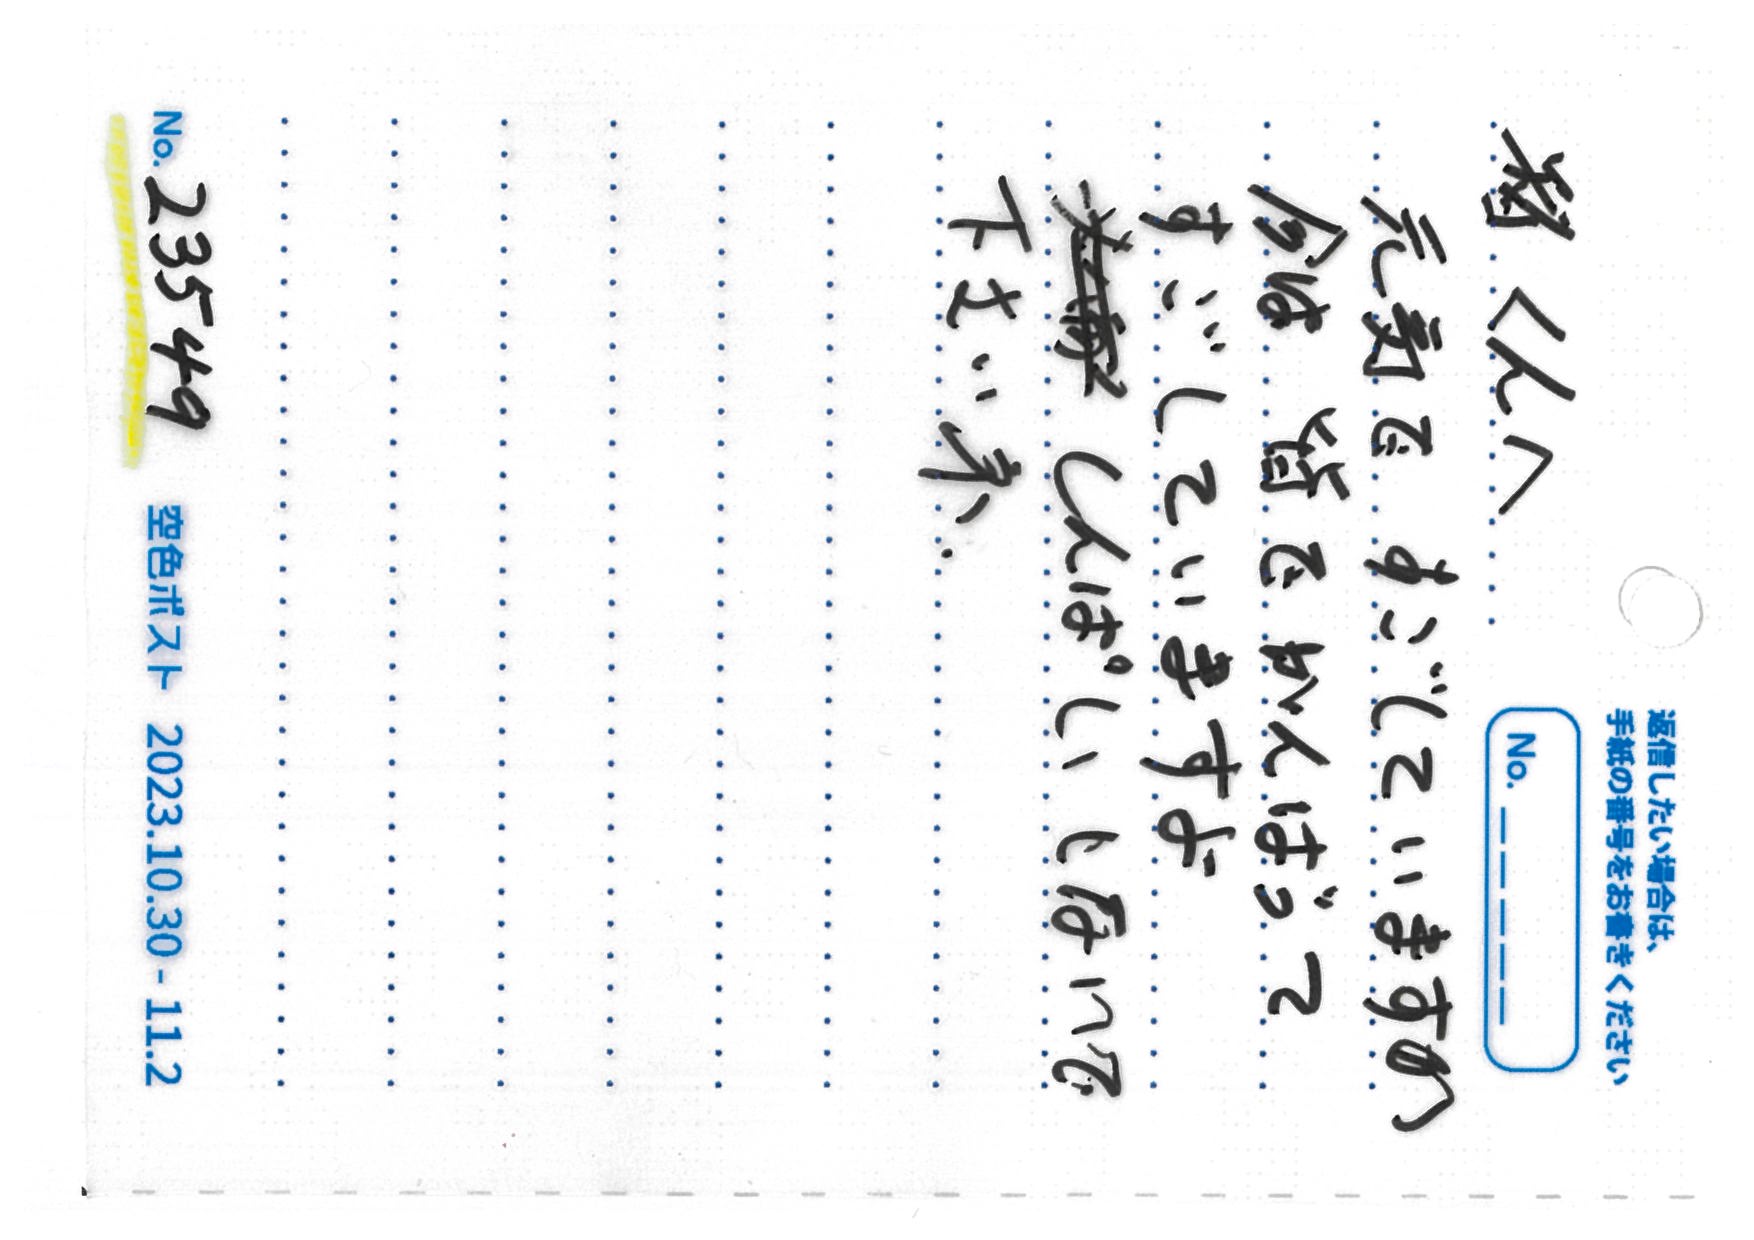 返信したい場合は、
手紙の番号をお書きください
No. _ _ _ _ _
くんへ
元気ですごしていますか
今は 皆でがんばって
すごしていますよ
しんぱいしないで
下さいネ.
No. 23549 空色ポスト 2023.10.30 - 11.2